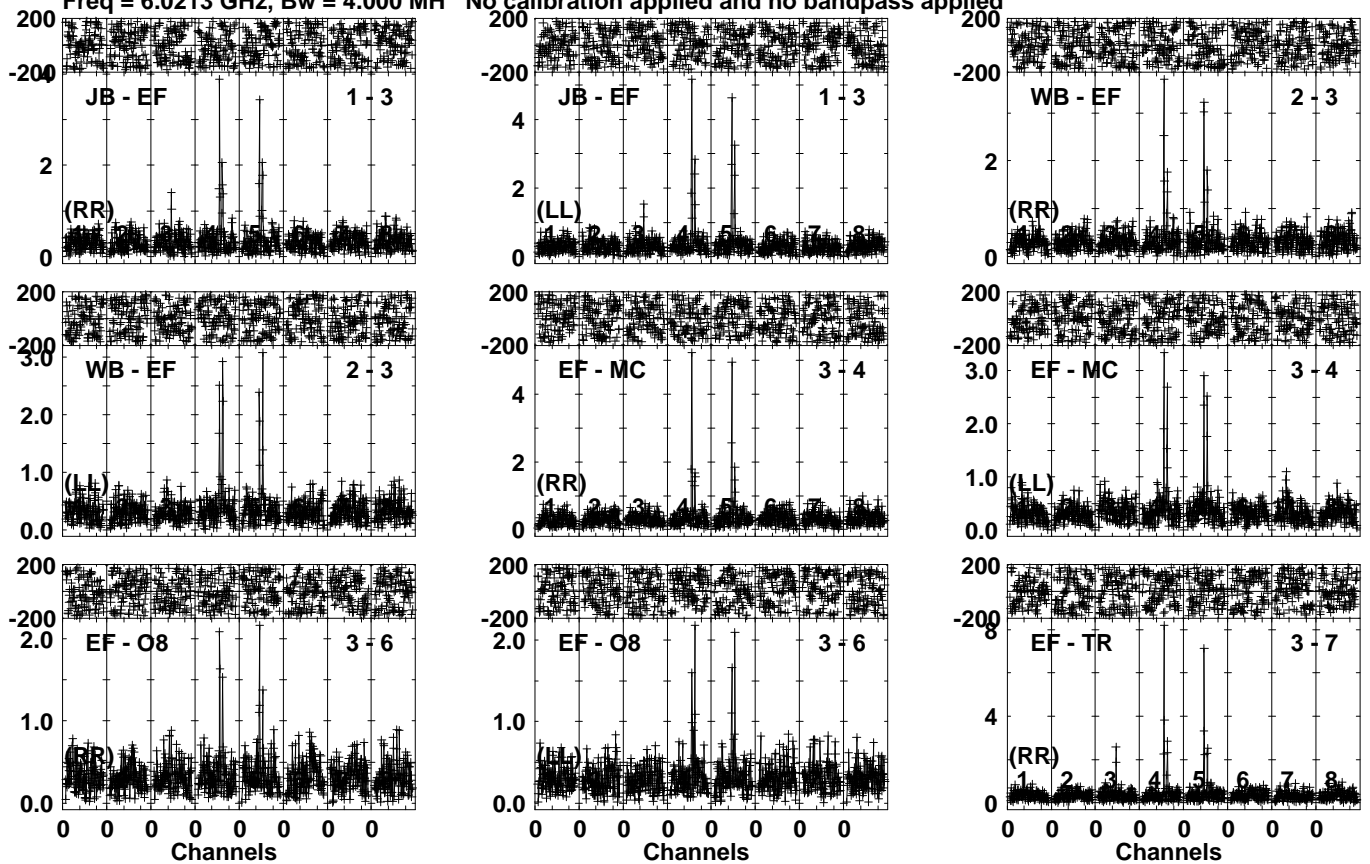 Freq = 6.0213 GHz, Bw = 4.000 MH No calibration applied and no bandpass applied
200 200 200
-200 -200 -200
4
JB - EF 1 - 3 JB - EF 1 - 3 WB - EF 2 - 3
4
2 2 2
(RR) (LL) (RR)
1 2 3 4 5 6 7 8
0 0 0
200 200 200
-200 -200 -200
3.0 WB - EF 2 - 3 EF - MC 3 - 4 3.0 EF - MC 3 - 4
2.0 4 2.0
1.0 2 1.0
(LL) (RR) (LL)
1 2 3 4 5 6 7 8
0.0 0 0.0
200 200 200
-200 -200 -200
2.0 EF - O8 3 - 6 2.0 EF - O8 3 - 6 8 EF - TR 3 - 7
1.0 1.0 4
(RR) (LL) (RR)
1 2 3 4 5 6 7 8
0.0 0.0 0
0 0 0 0 0 0 0 0 0 0 0 0 0 0 0 0 0 0 0 0 0 0 0 0
Channels Channels Channels